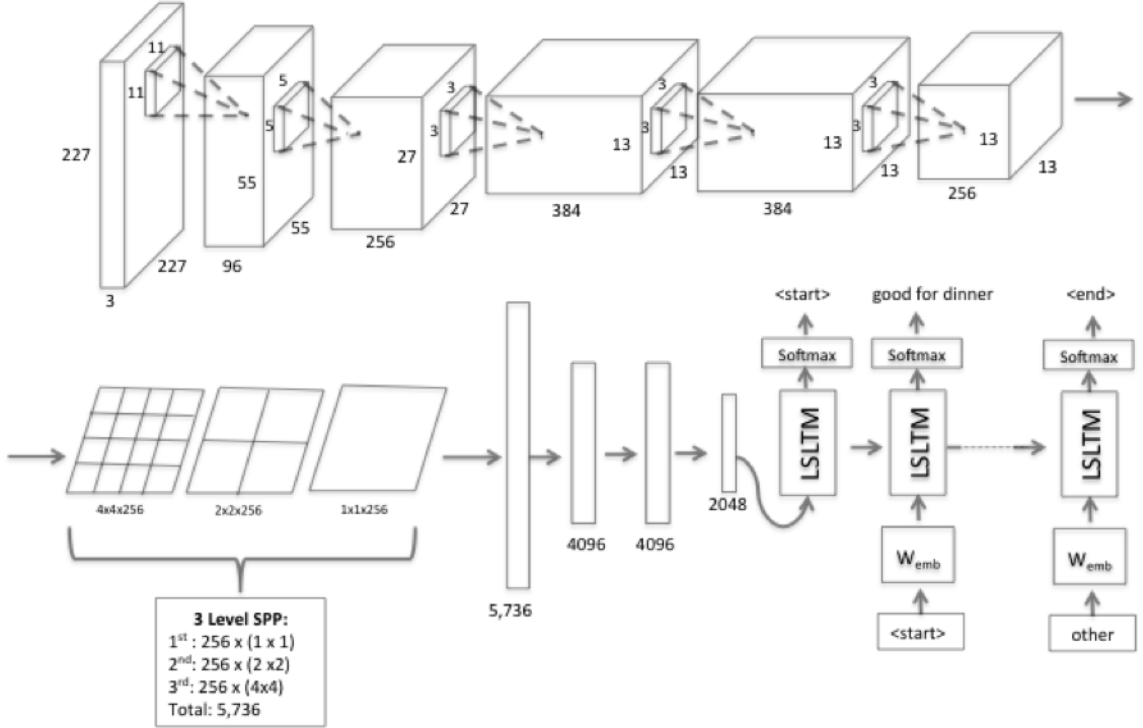 11
11
227
227
3
5
5
55
55
96
3
3
27
27
256
3
3
13
13
384
3
3
13
13
384
13
13
256
<start>
good for dinner
<end>
Softmax
Softmax
Softmax
LSLTM
LSLTM
LSLTM
4x4x256
2x2x256
1x1x256
5,736
4096
4096
2048
W_emb
W_emb
<start>
other
3 Level SPP:
1st : 256 x (1 x 1)
2nd: 256 x (2 x2)
3rd: 256 x (4x4)
Total: 5,736